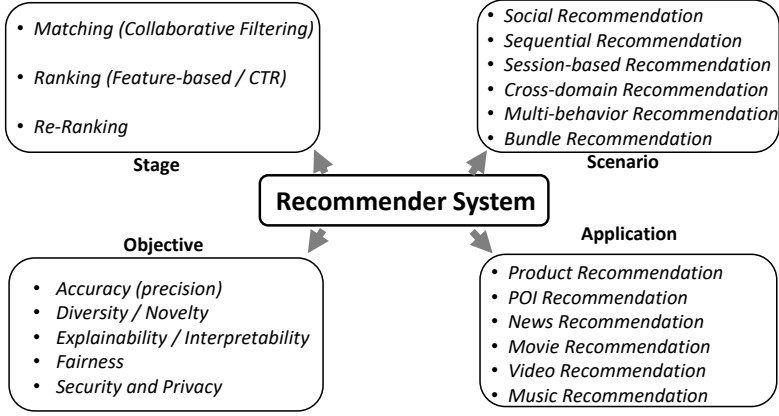 • Matching (Collaborative Filtering)
• Ranking (Feature-based / CTR)
• Re-Ranking
Stage
• Social Recommendation
• Sequential Recommendation
• Session-based Recommendation
• Cross-domain Recommendation
• Multi-behavior Recommendation
• Bundle Recommendation
Scenario
Recommender System
Objective
• Accuracy (precision)
• Diversity / Novelty
• Explainability / Interpretability
• Fairness
• Security and Privacy
Application
• Product Recommendation
• POI Recommendation
• News Recommendation
• Movie Recommendation
• Video Recommendation
• Music Recommendation